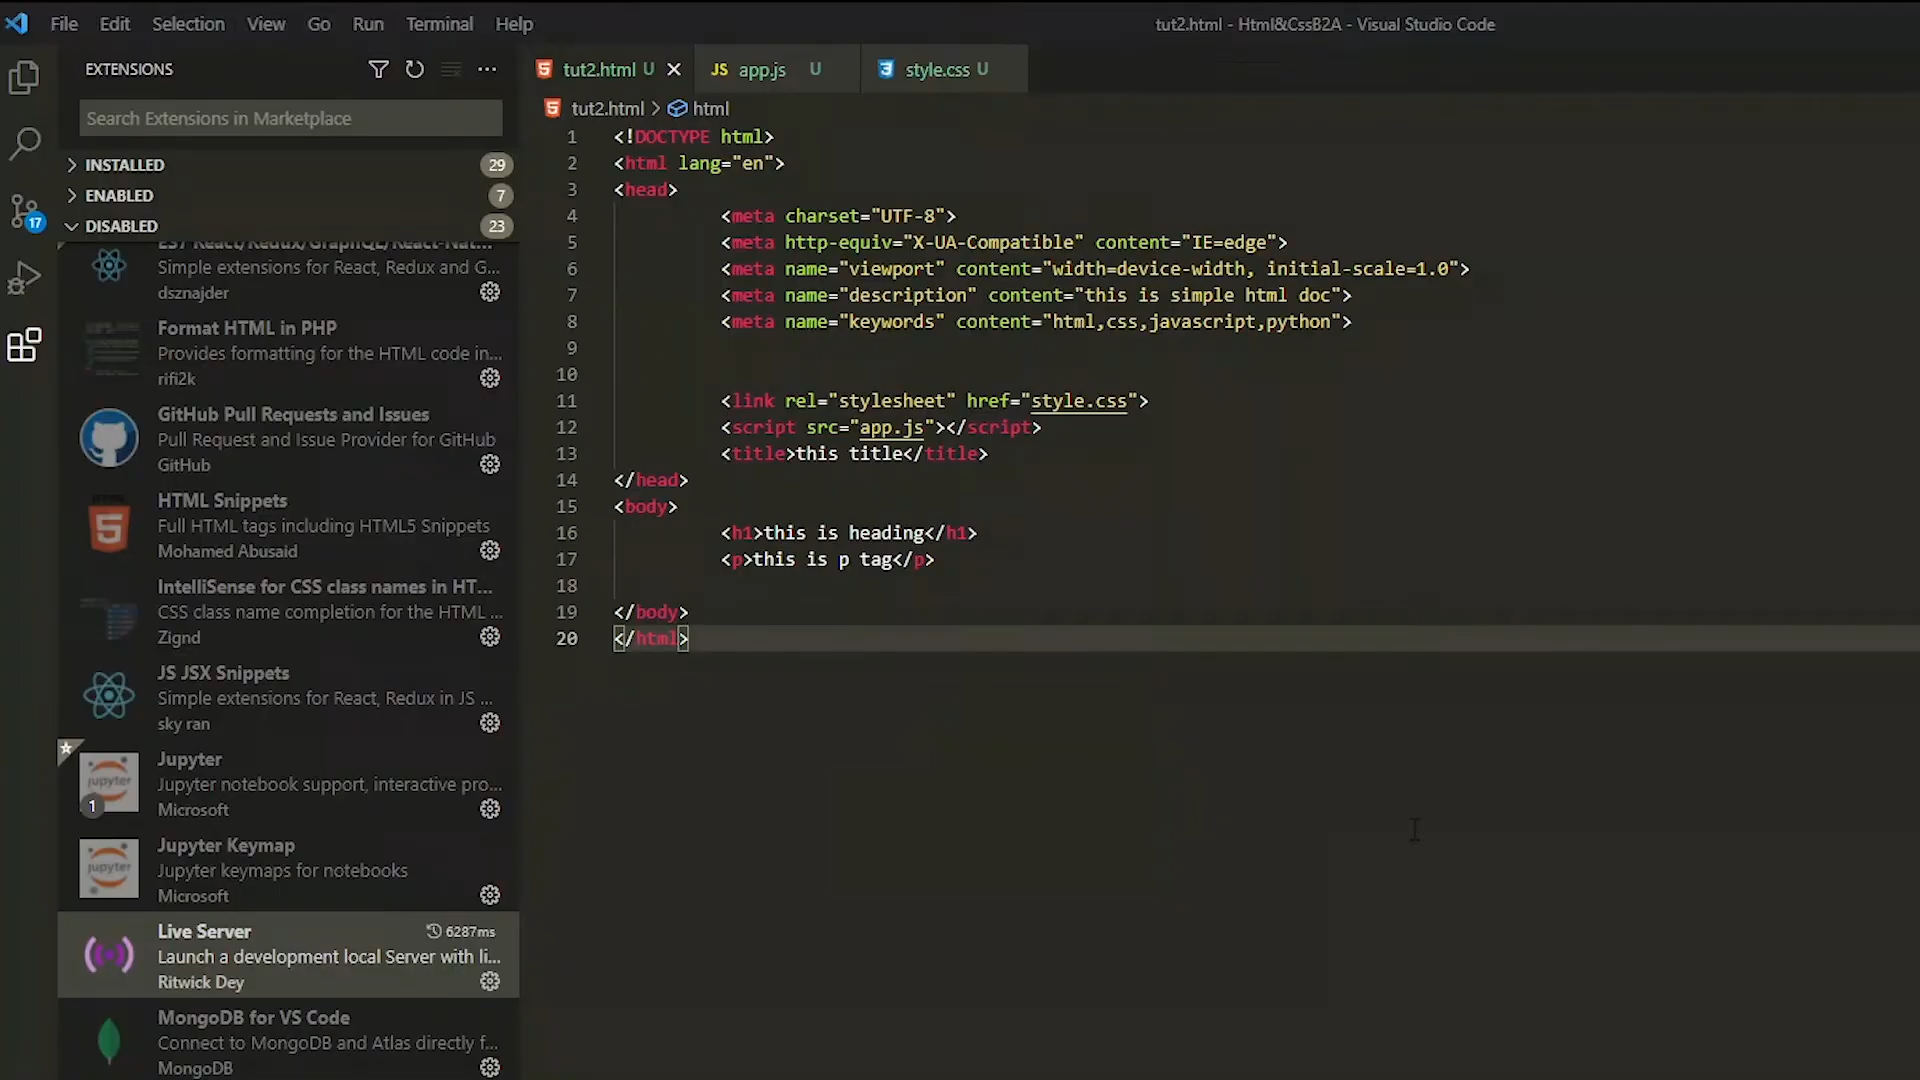 File Edit Selection View Go Run Terminal Help
tut2.html - Html&CssB2A - Visual Studio Code
EXTENSIONS
Search Extensions in Marketplace
INSTALLED 29
ENABLED 7
DISABLED 23
17
ES7 React/Redux/GraphQL/React-Nat...
Simple extensions for React, Redux and G...
dsznajder
Format HTML in PHP
Provides formatting for the HTML code in...
rifi2k
GitHub Pull Requests and Issues
Pull Request and Issue Provider for GitHub
GitHub
HTML Snippets
Full HTML tags including HTML5 Snippets
Mohamed Abusaid
IntelliSense for CSS class names in HT...
CSS class name completion for the HTML ...
Zignd
JS JSX Snippets
Simple extensions for React, Redux in JS ...
sky ran
Jupyter
Jupyter notebook support, interactive pro...
Microsoft
jupyter
1
Jupyter Keymap
Jupyter keymaps for notebooks
Microsoft
jupyter
Live Server 6287ms
Launch a development local Server with li...
Ritwick Dey
MongoDB for VS Code
Connect to MongoDB and Atlas directly f...
MongoDB
tut2.html U JS app.js U style.css U
tut2.html > html
1 <!DOCTYPE html>
2 <html lang="en">
3 <head>
4 <meta charset="UTF-8">
5 <meta http-equiv="X-UA-Compatible" content="IE=edge">
6 <meta name="viewport" content="width=device-width, initial-scale=1.0">
7 <meta name="description" content="this is simple html doc">
8 <meta name="keywords" content="html,css,javascript,python">
9
10
11 <link rel="stylesheet" href="style.css">
12 <script src="app.js"></script>
13 <title>this title</title>
14 </head>
15 <body>
16 <h1>this is heading</h1>
17 <p>this is p tag</p>
18
19 </body>
20 </html>